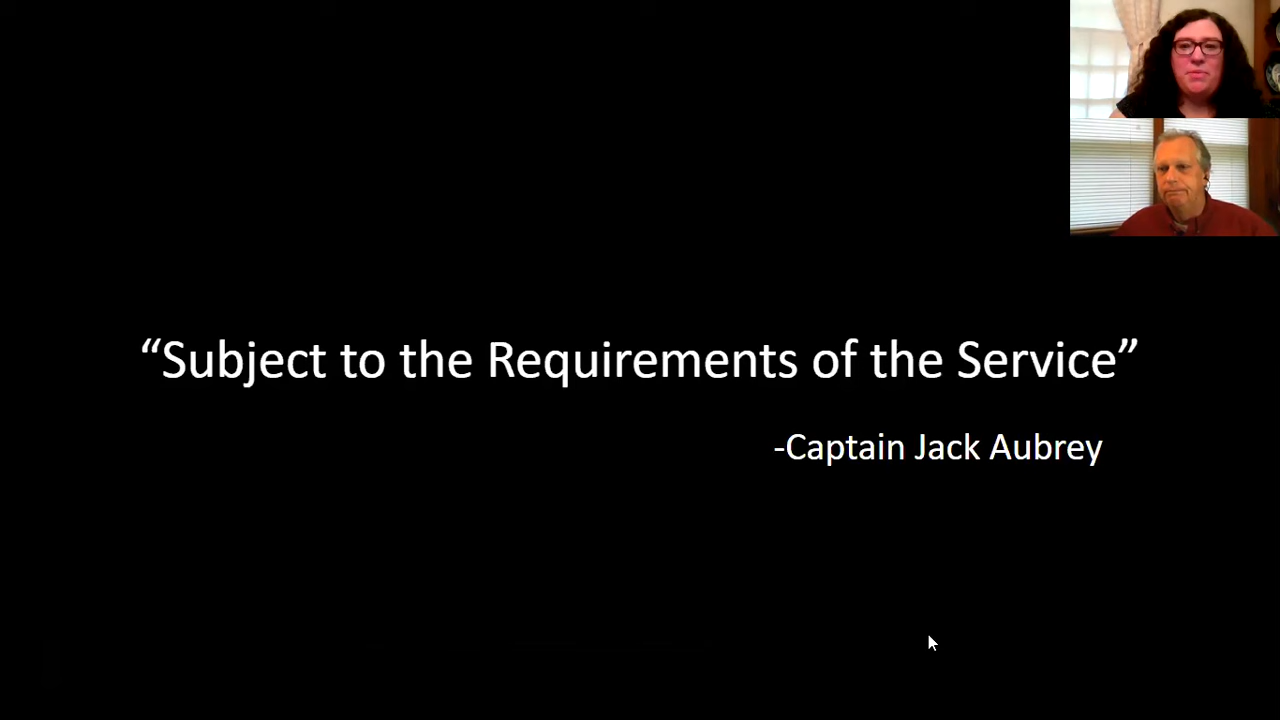 “Subject to the Requirements of the Service”
-Captain Jack Aubrey